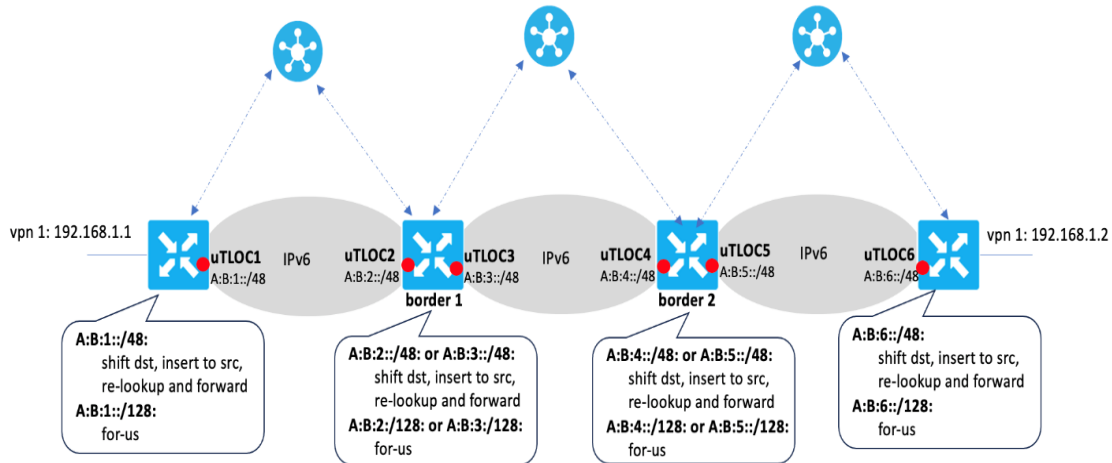 vpn 1: 192.168.1.1
uTLOC1
A:B:1::/48
IPv6
uTLOC2
A:B:2::/48
border 1
uTLOC3
A:B:3::/48
IPv6
uTLOC4
A:B:4::/48
border 2
uTLOC5
A:B:5::/48
IPv6
uTLOC6
A:B:6::/48
vpn 1: 192.168.1.2
A:B:1::/48:
shift dst, insert to src,
re-lookup and forward
A:B:1::/128:
for-us
A:B:2::/48: or A:B:3::/48:
shift dst, insert to src,
re-lookup and forward
A:B:2:/128: or A:B:3:/128:
for-us
A:B:4::/48: or A:B:5::/48:
shift dst, insert to src,
re-lookup and forward
A:B:4::/128: or A:B:5::/128:
for-us
A:B:6::/48:
shift dst, insert to src,
re-lookup and forward
A:B:6::/128:
for-us